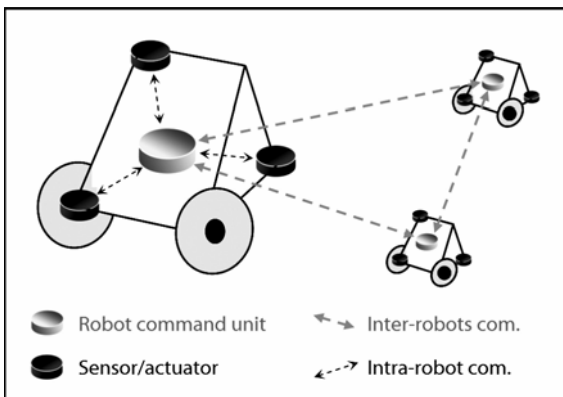 Robot command unit
Inter-robots com.
Sensor/actuator
Intra-robot com.